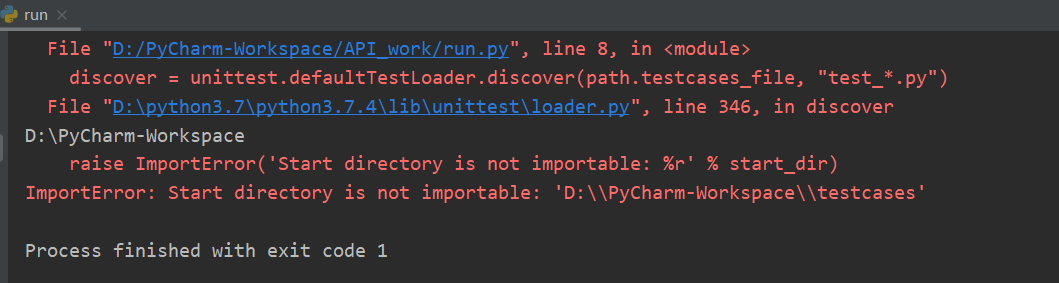 run
File "D:/PyCharm-Workspace/API_work/run.py", line 8, in <module>
discover = unittest.defaultTestLoader.discover(path.testcases_file, "test_*.py")
File "D:\python3.7\python3.7.4\lib\unittest\loader.py", line 346, in discover
D:\PyCharm-Workspace
raise ImportError('Start directory is not importable: %r' % start_dir)
ImportError: Start directory is not importable: 'D:\\PyCharm-Workspace\\testcases'
Process finished with exit code 1